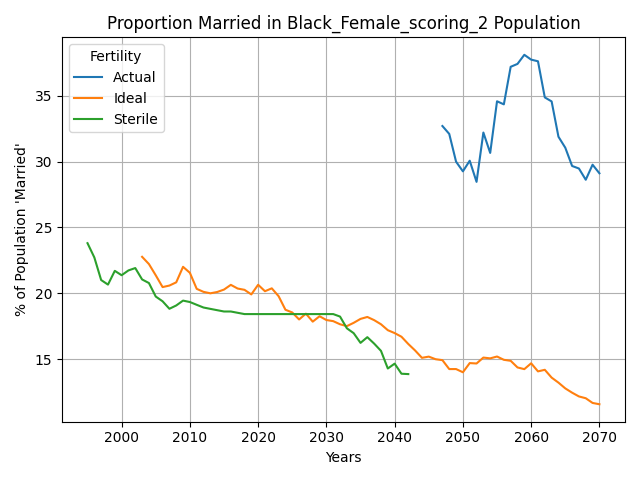 Proportion Married in Black_Female_scoring_2 Population
Fertility
Actual
Ideal
Sterile
% of Population 'Married'
35
30
25
20
15
2000 2010 2020 2030 2040 2050 2060 2070
Years